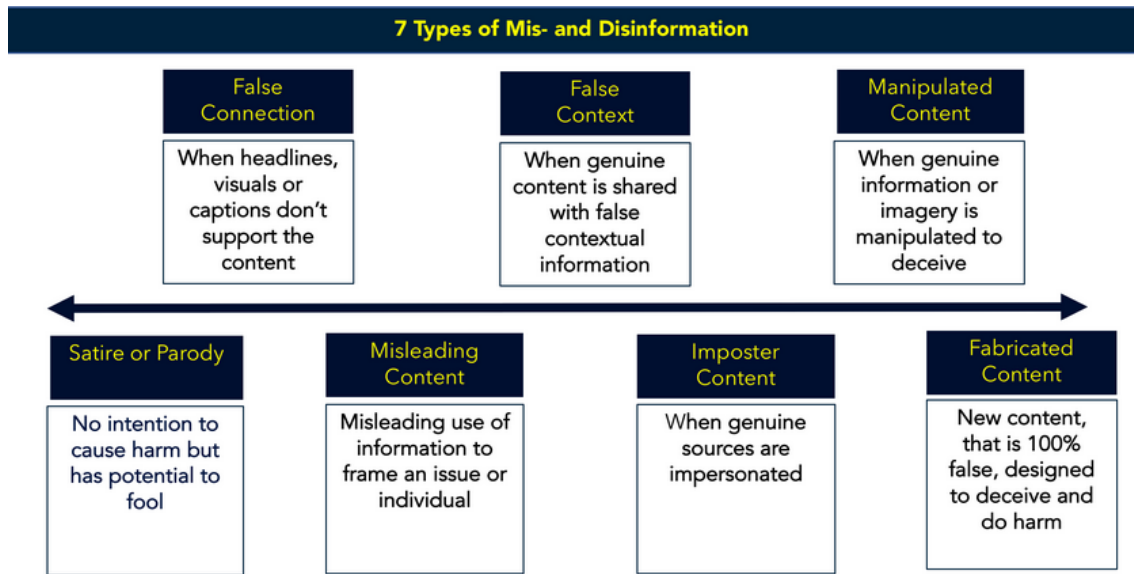 7 Types of Mis- and Disinformation
False
Connection
When headlines,
visuals or
captions don't
support the
content
False
Context
When genuine
content is shared
with false
contextual
information
Manipulated
Content
When genuine
information or
imagery is
manipulated to
deceive
Satire or Parody
No intention to
cause harm but
has potential to
fool
Misleading
Content
Misleading use of
information to
frame an issue or
individual
Imposter
Content
When genuine
sources are
impersonated
Fabricated
Content
New content,
that is 100%
false, designed
to deceive and
do harm